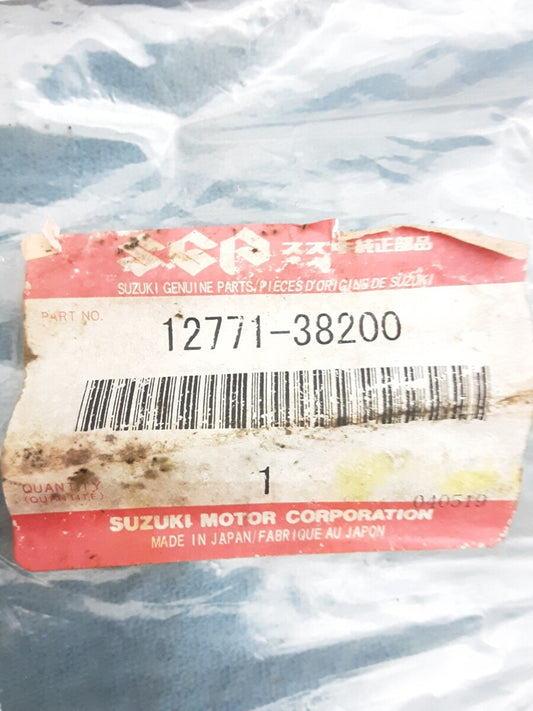 SGP スズキ純正部品
SUZUKI GENUINE PARTS/PIÈCES D'ORIGINE DE SUZUKI
PART NO.
12771-38200
QUANTITY
(QUANTITE)
1
040519
SUZUKI MOTOR CORPORATION
MADE IN JAPAN/FABRIQUE AU JAPON